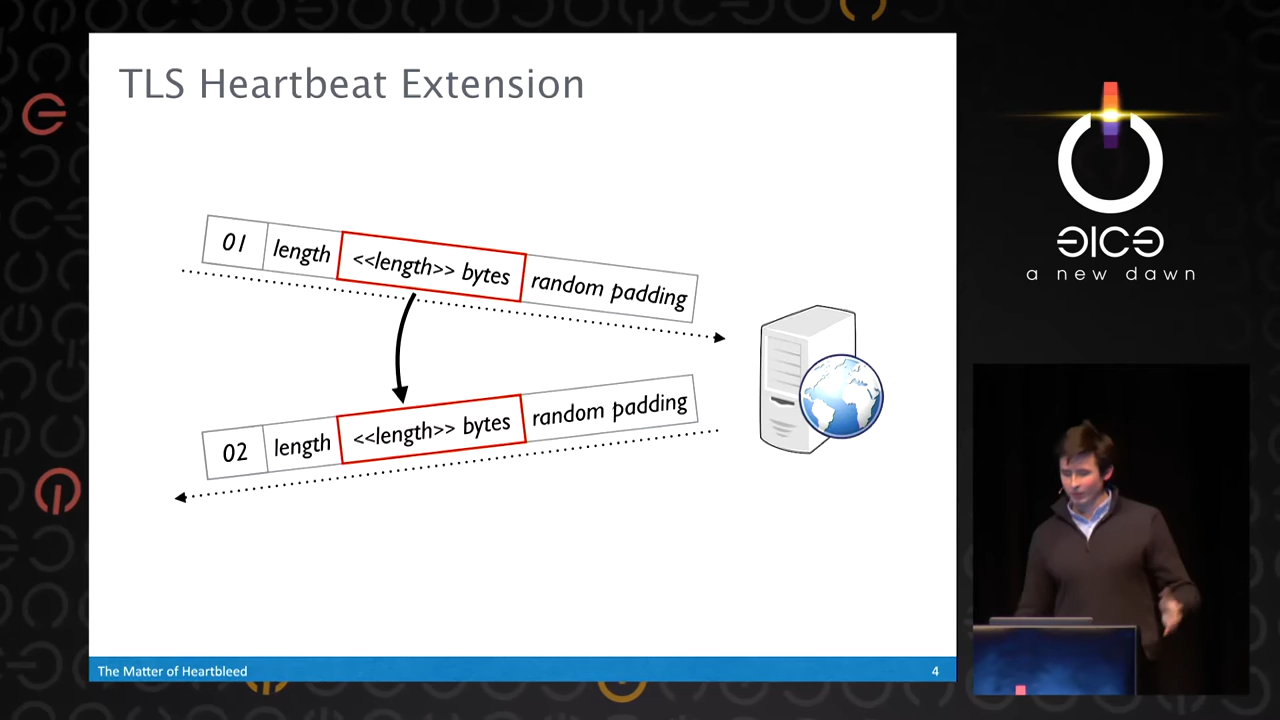 TLS Heartbeat Extension
01 length <<length>> bytes random padding
02 length <<length>> bytes random padding
The Matter of Heartbleed 4
31C3
a new dawn